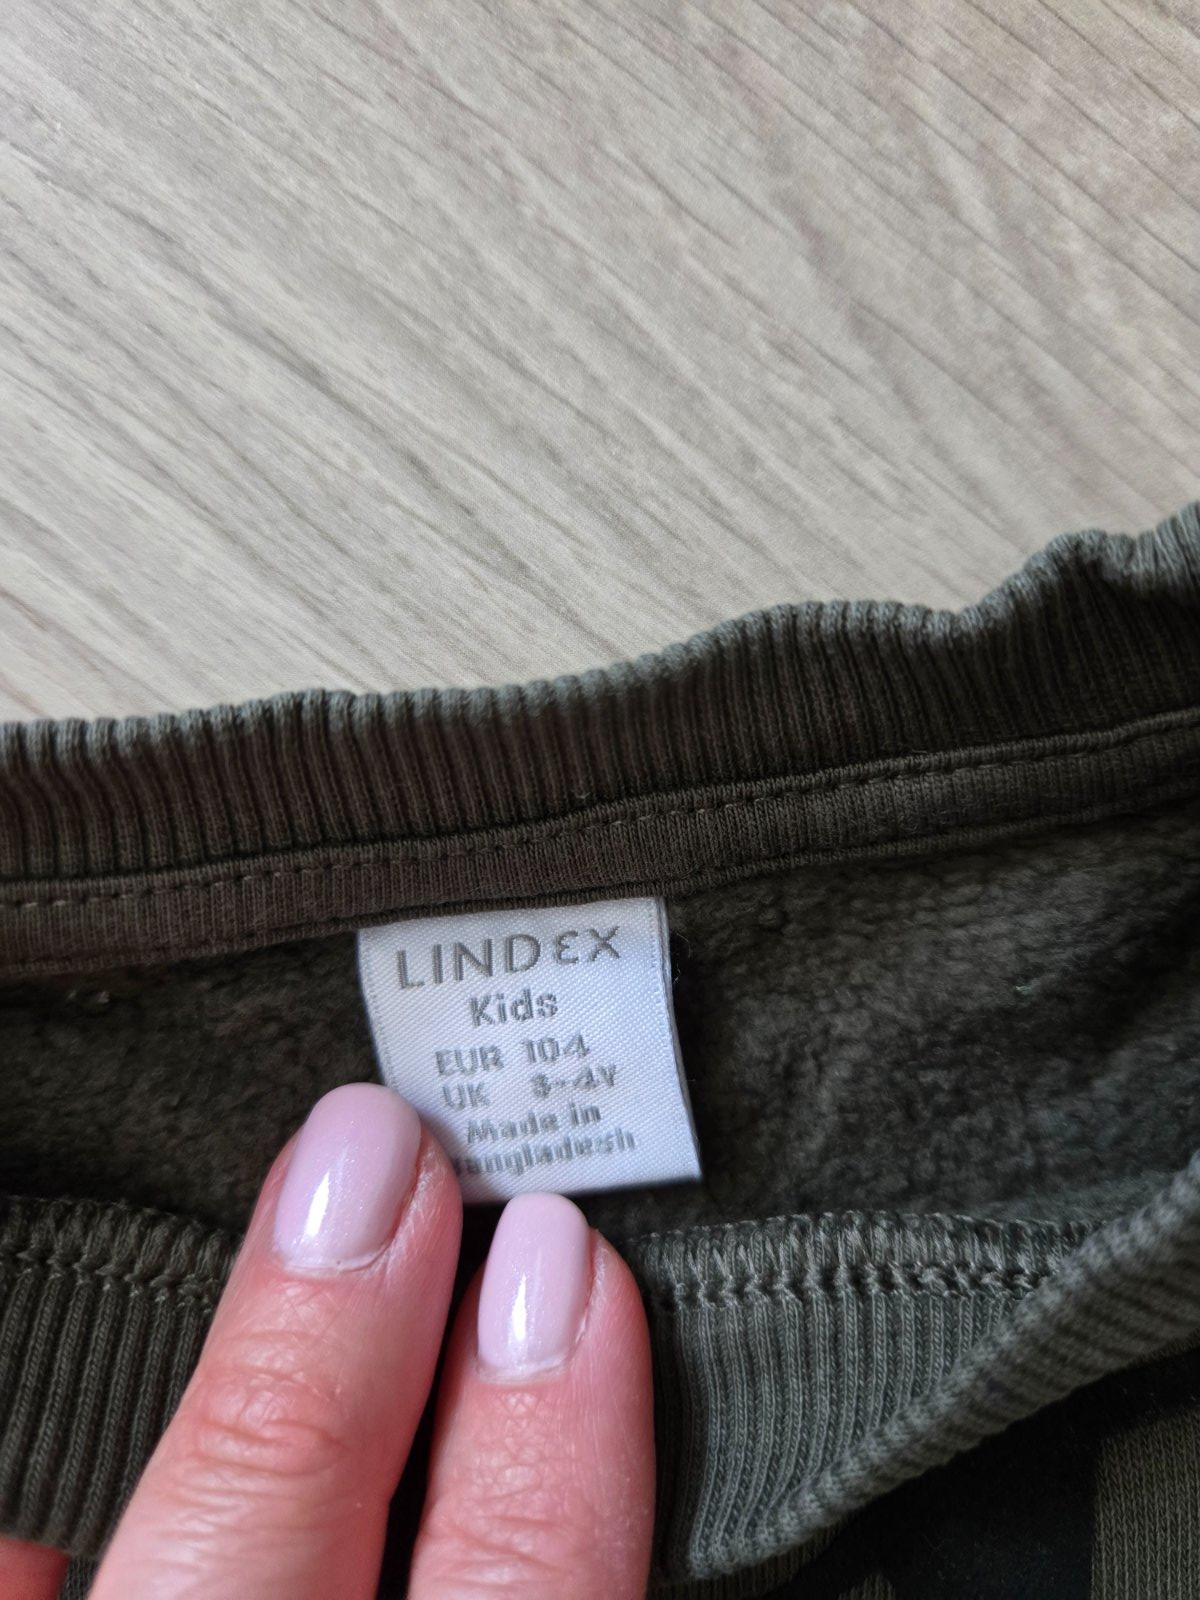 LINDEX
Kids
EUR 104
UK 3-4Y
Made in
Bangladesh